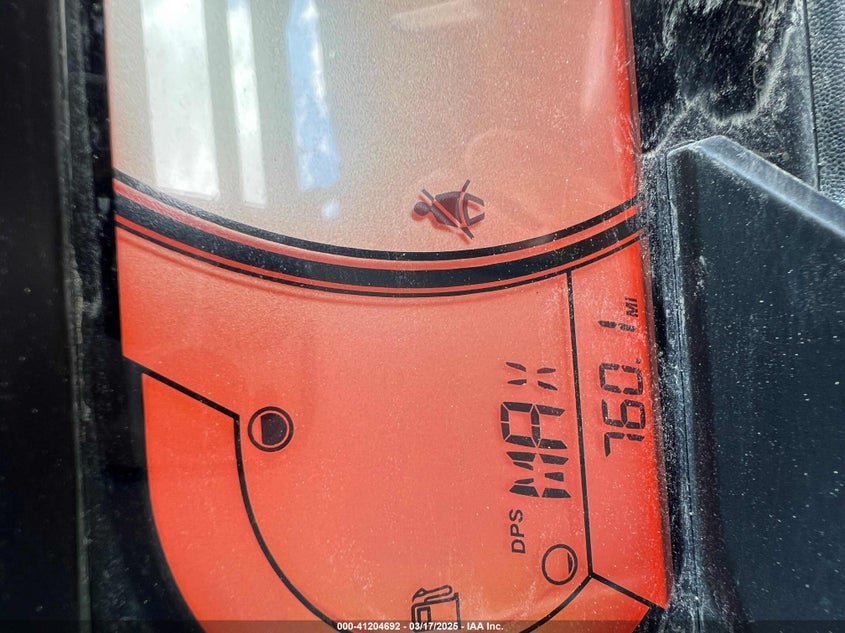 DPS
MAX
760.1 MI
000-41204692 - 03/17/2025 - IAA Inc.